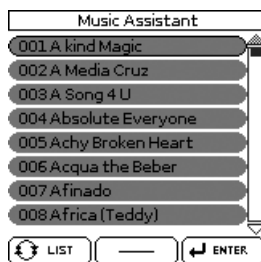 Music Assistant
001 A kind Magic
002 A Media Cruz
003 A Song 4 U
004 Absolute Everyone
005 Achy Broken Heart
006 Acqua the Beber
007 Afinado
008 Africa (Teddy)
LIST
ENTER